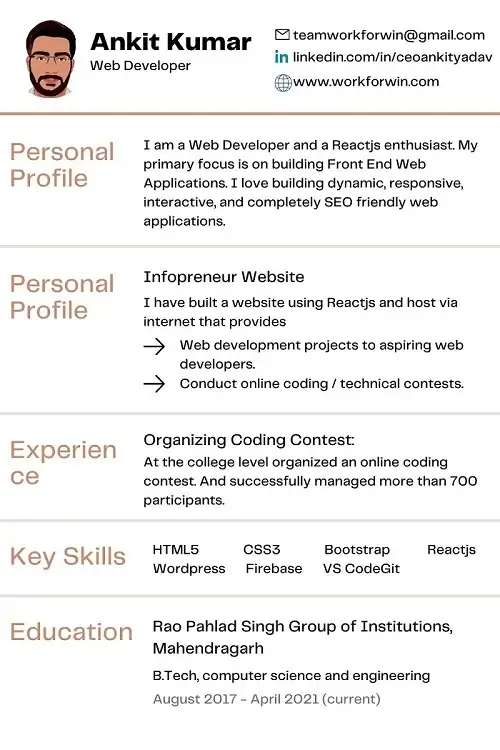 Ankit Kumar
Web Developer
teamworkforwin@gmail.com
in linkedin.com/in/ceoankityadav
www.workforwin.com
Personal
Profile
I am a Web Developer and a Reactjs enthusiast. My
primary focus is on building Front End Web
Applications. I love building dynamic, responsive,
interactive, and completely SEO friendly web
applications.
Personal
Profile
Infopreneur Website
I have built a website using Reactjs and host via
internet that provides
Web development projects to aspiring web
developers.
Conduct online coding / technical contests.
Experien
ce
Organizing Coding Contest:
At the college level organized an online coding
contest. And successfully managed more than 700
participants.
Key Skills
HTML5 CSS3 Bootstrap Reactjs
Wordpress Firebase VS CodeGit
Education
Rao Pahlad Singh Group of Institutions,
Mahendragarh
B.Tech, computer science and engineering
August 2017 - April 2021 (current)